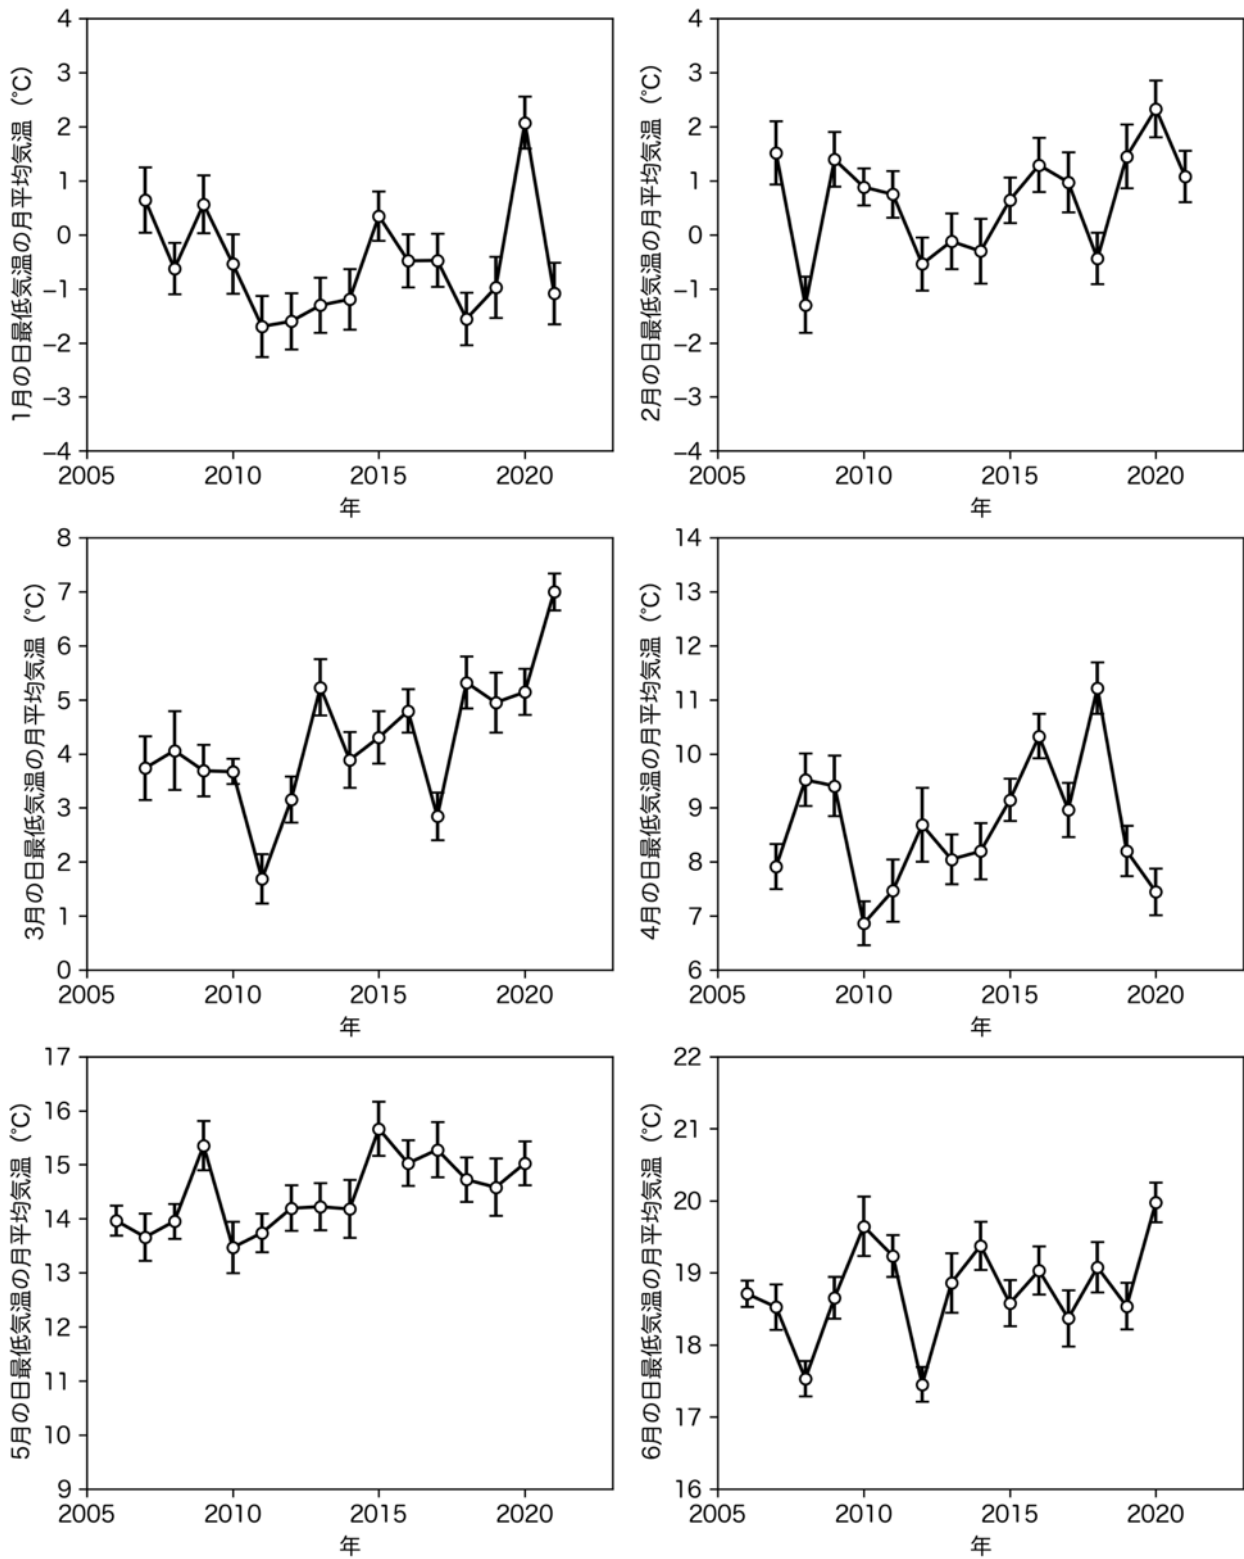 1月の日最低気温の月平均気温（℃）
4
3
2
1
0
−1
−2
−3
−4
2005 2010 2015 2020
年
2月の日最低気温の月平均気温（℃）
4
3
2
1
0
−1
−2
−3
−4
2005 2010 2015 2020
年
3月の日最低気温の月平均気温（℃）
8
7
6
5
4
3
2
1
0
2005 2010 2015 2020
年
4月の日最低気温の月平均気温（℃）
14
13
12
11
10
9
8
7
6
2005 2010 2015 2020
年
5月の日最低気温の月平均気温（℃）
17
16
15
14
13
12
11
10
9
2005 2010 2015 2020
年
6月の日最低気温の月平均気温（℃）
22
21
20
19
18
17
16
2005 2010 2015 2020
年